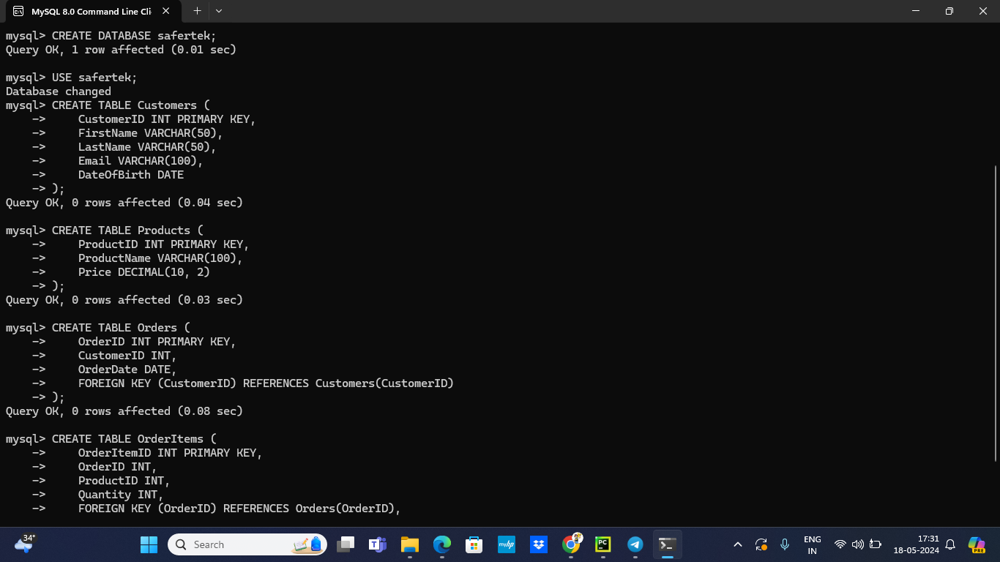 MySQL 8.0 Command Line Cli
mysql> CREATE DATABASE safertek;
Query OK, 1 row affected (0.01 sec)
mysql> USE safertek;
Database changed
mysql> CREATE TABLE Customers (
    ->     CustomerID INT PRIMARY KEY,
    ->     FirstName VARCHAR(50),
    ->     LastName VARCHAR(50),
    ->     Email VARCHAR(100),
    ->     DateOfBirth DATE
    -> );
Query OK, 0 rows affected (0.04 sec)
mysql> CREATE TABLE Products (
    ->     ProductID INT PRIMARY KEY,
    ->     ProductName VARCHAR(100),
    ->     Price DECIMAL(10, 2)
    -> );
Query OK, 0 rows affected (0.03 sec)
mysql> CREATE TABLE Orders (
    ->     OrderID INT PRIMARY KEY,
    ->     CustomerID INT,
    ->     OrderDate DATE,
    ->     FOREIGN KEY (CustomerID) REFERENCES Customers(CustomerID)
    -> );
Query OK, 0 rows affected (0.08 sec)
mysql> CREATE TABLE OrderItems (
    ->     OrderItemID INT PRIMARY KEY,
    ->     OrderID INT,
    ->     ProductID INT,
    ->     Quantity INT,
    ->     FOREIGN KEY (OrderID) REFERENCES Orders(OrderID),
34°
Search
myhp
PC
ENG
IN
17:31
18-05-2024
PRE